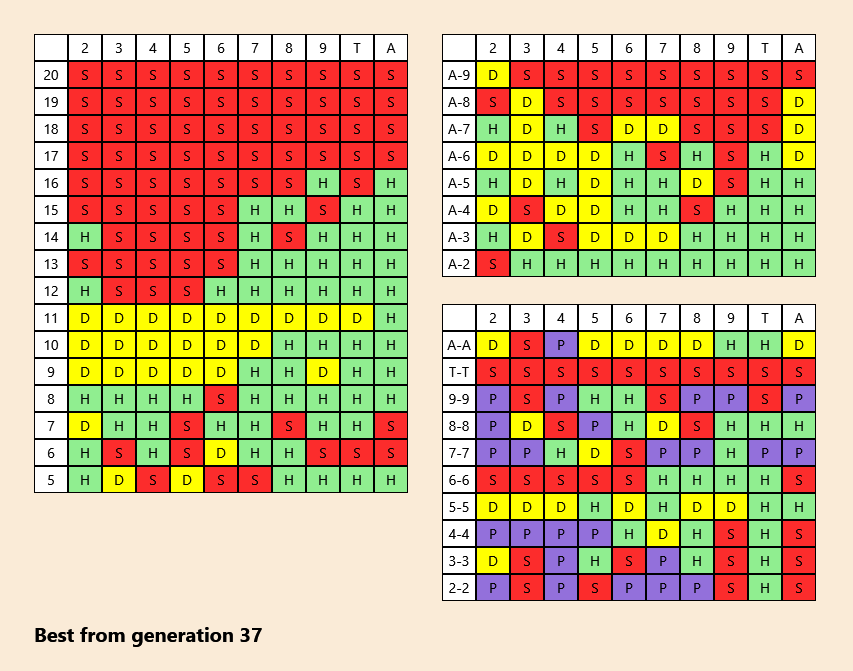 2 3 4 5 6 7 8 9 T A
20 S S S S S S S S S S
19 S S S S S S S S S S
18 S S S S S S S S S S
17 S S S S S S S S S S
16 S S S S S S S H S H
15 S S S S S H H S H H
14 H S S S S H S H H H
13 S S S S S H H H H H
12 H S S S H H H H H H
11 D D D D D D D D D H
10 D D D D D D H H H H
9 D D D D D H H D H H
8 H H H H S H H H H H
7 D H H S H H S H H S
6 H S H S D H H S S S
5 H D S D S S H H H H
2 3 4 5 6 7 8 9 T A
A-9 D S S S S S S S S S
A-8 S D S S S S S S S D
A-7 H D H S D D S S S D
A-6 D D D D H S H S H D
A-5 H D H D H H D S H H
A-4 D S D D H H S H H H
A-3 H D S D D D H H H H
A-2 S H H H H H H H H H
2 3 4 5 6 7 8 9 T A
A-A D S P D D D D H H D
T-T S S S S S S S S S S
9-9 P S P H H S P P S P
8-8 P D S P H D S H H H
7-7 P P H D S P P H P P
6-6 S S S S S H H H H S
5-5 D D D H D H D D H H
4-4 P P P P H D H S H S
3-3 D S P H S P H S H S
2-2 P S P S P P P S H S
Best from generation 37